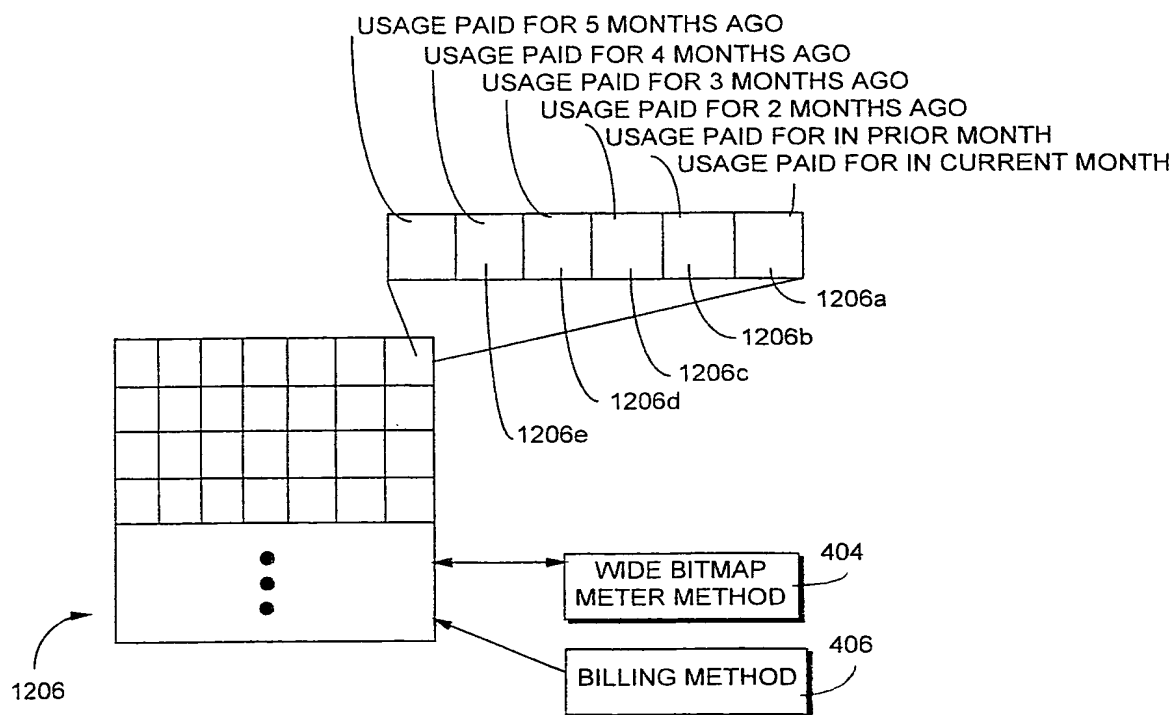 USAGE PAID FOR 5 MONTHS AGO
USAGE PAID FOR 4 MONTHS AGO
USAGE PAID FOR 3 MONTHS AGO
USAGE PAID FOR 2 MONTHS AGO
USAGE PAID FOR IN PRIOR MONTH
USAGE PAID FOR IN CURRENT MONTH
1206a
1206b
1206c
1206d
1206e
404
WIDE BITMAP
METER METHOD
406
BILLING METHOD
1206